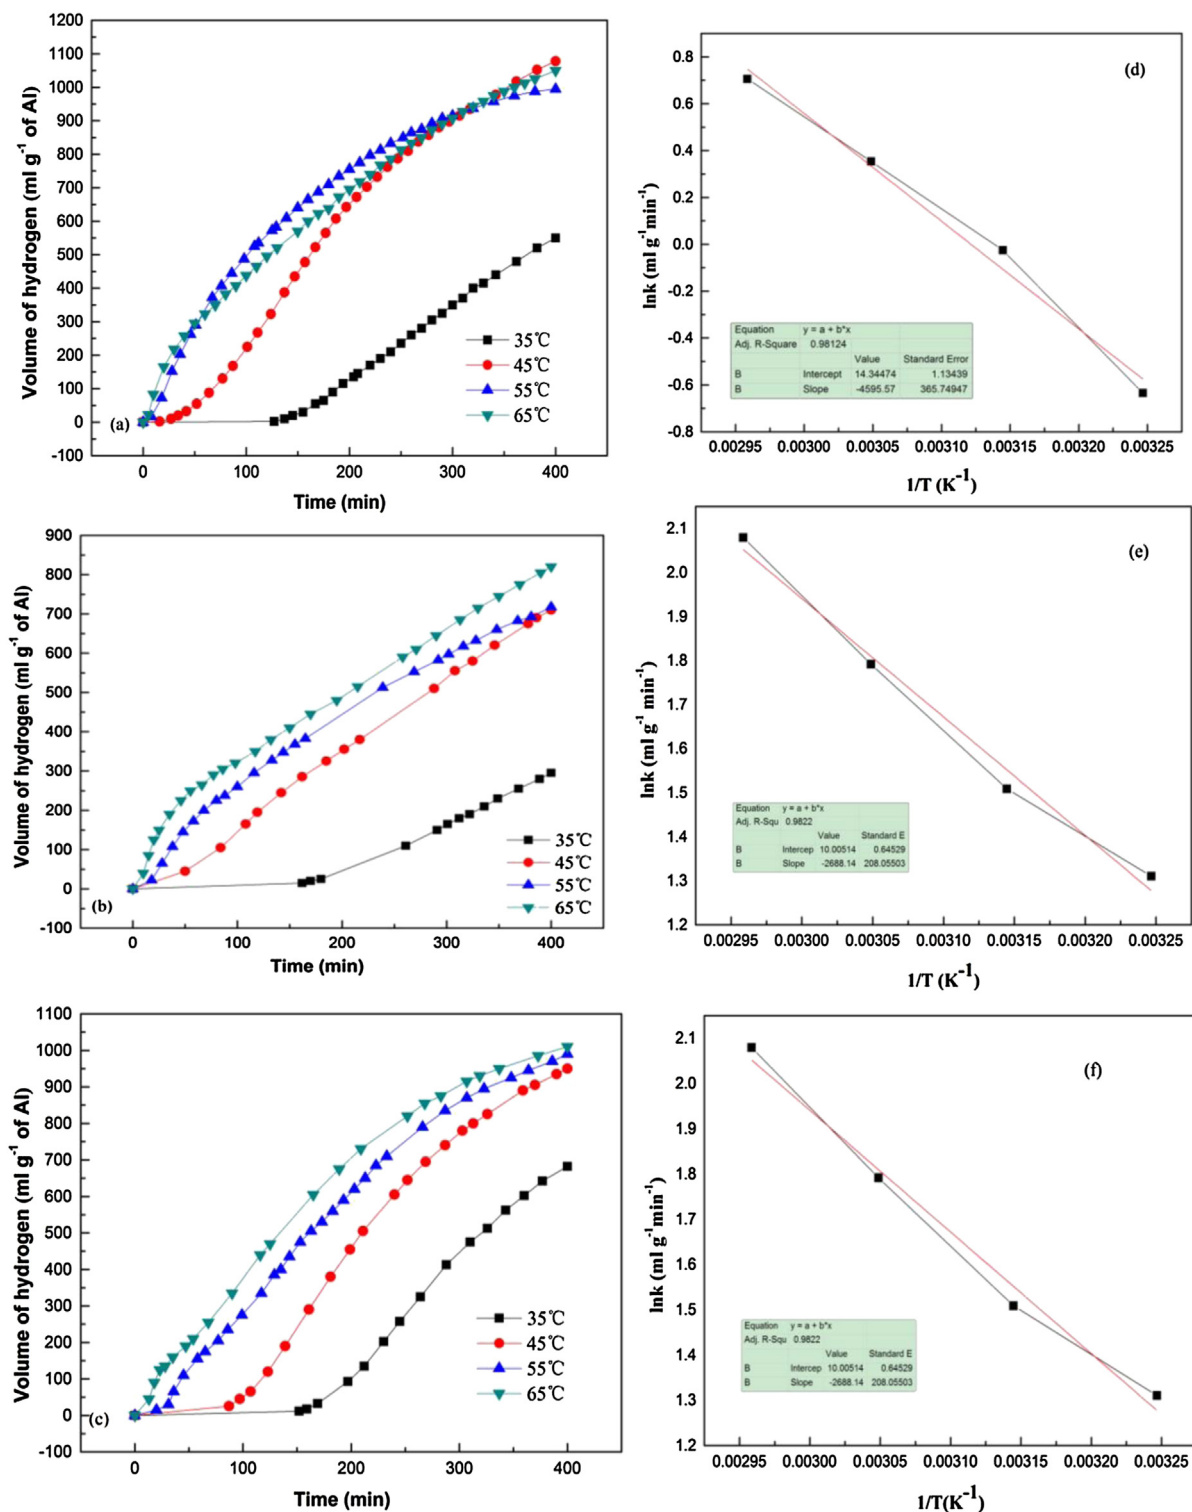 1200
1100
1000
900
800
700
600
500
400
300
200
100
0
-100
Volume of hydrogen (ml g-1 of Al)
35℃
45℃
55℃
65℃
(a)
0 100 200 300 400
Time (min)
0.8
0.6
0.4
0.2
0.0
-0.2
-0.4
-0.6
-0.8
lnk (ml g-1min-1)
(d)
Equation y = a + b*x
Adj. R-Square 0.98124
Value Standard Error
B Intercept 14.34474 1.13439
B Slope -4595.57 365.74947
0.00295 0.00300 0.00305 0.00310 0.00315 0.00320 0.00325
1/T (K-1)
900
800
700
600
500
400
300
200
100
0
-100
Volume of hydrogen (ml g-1 of Al)
35℃
45℃
55℃
65℃
(b)
0 100 200 300 400
Time (min)
2.1
2.0
1.9
1.8
1.7
1.6
1.5
1.4
1.3
1.2
lnk (ml g-1 min-1)
(e)
Equation y = a + b*x
Adj. R-Squ 0.9822
Value Standard E
B Intercep 10.00514 0.64529
B Slope -2688.14 208.05503
0.00295 0.00300 0.00305 0.00310 0.00315 0.00320 0.00325
1/T (K-1)
1100
1000
900
800
700
600
500
400
300
200
100
0
-100
Volume of hydrogen (ml g-1 of Al)
35℃
45℃
55℃
65℃
(c)
0 100 200 300 400
Time (min)
2.1
2.0
1.9
1.8
1.7
1.6
1.5
1.4
1.3
1.2
lnk (ml g-1min-1)
(f)
Equation y = a + b*x
Adj. R-Squ 0.9822
Value Standard E
B Intercep 10.00514 0.64529
B Slope -2688.14 208.05503
0.00295 0.00300 0.00305 0.00310 0.00315 0.00320 0.00325
1/T(K-1)